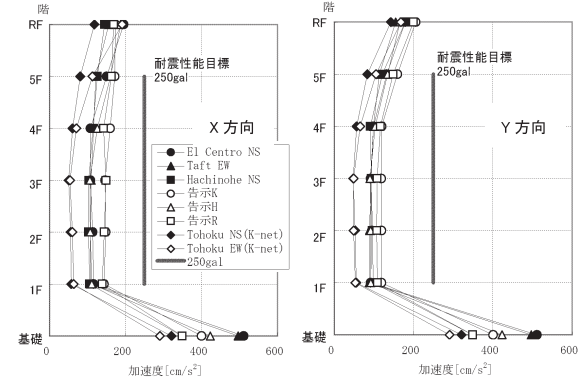 階
RF
5F
4F
3F
2F
1F
基礎
0
200
400
600
加速度[cm/s²]
耐震性能目標
250gal
X 方向
El Centro NS
Taft EW
Hachinohe NS
告示K
告示H
告示R
Tohoku NS(K-net)
Tohoku EW(K-net)
250gal
階
RF
5F
4F
3F
2F
1F
基礎
0
200
400
600
加速度[cm/s²]
耐震性能目標
250gal
Y 方向